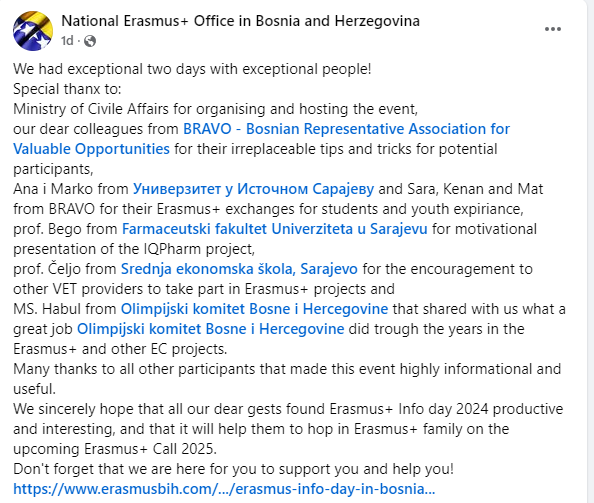 National Erasmus+ Office in Bosnia and Herzegovina
1d ·
We had exceptional two days with exceptional people!
Special thanx to:
Ministry of Civile Affairs for organising and hosting the event,
our dear colleagues from BRAVO - Bosnian Representative Association for
Valuable Opportunities for their irreplaceable tips and tricks for potential
participants,
Ana i Marko from Универзитет у Источном Сарајеву and Sara, Kenan and Mat
from BRAVO for their Erasmus+ exchanges for students and youth expiriance,
prof. Bego from Farmaceutski fakultet Univerziteta u Sarajevu for motivational
presentation of the IQPharm project,
prof. Čeljo from Srednja ekonomska škola, Sarajevo for the encouragement to
other VET providers to take part in Erasmus+ projects and
MS. Habul from Olimpijski komitet Bosne i Hercegovine that shared with us what a
great job Olimpijski komitet Bosne i Hercegovine did trough the years in the
Erasmus+ and other EC projects.
Many thanks to all other participants that made this event highly informational and
useful.
We sincerely hope that all our dear gests found Erasmus+ Info day 2024 productive
and interesting, and that it will help them to hop in Erasmus+ family on the
upcoming Erasmus+ Call 2025.
Don't forget that we are here for you to support you and help you!
https://www.erasmusbih.com/.../erasmus-info-day-in-bosnia...